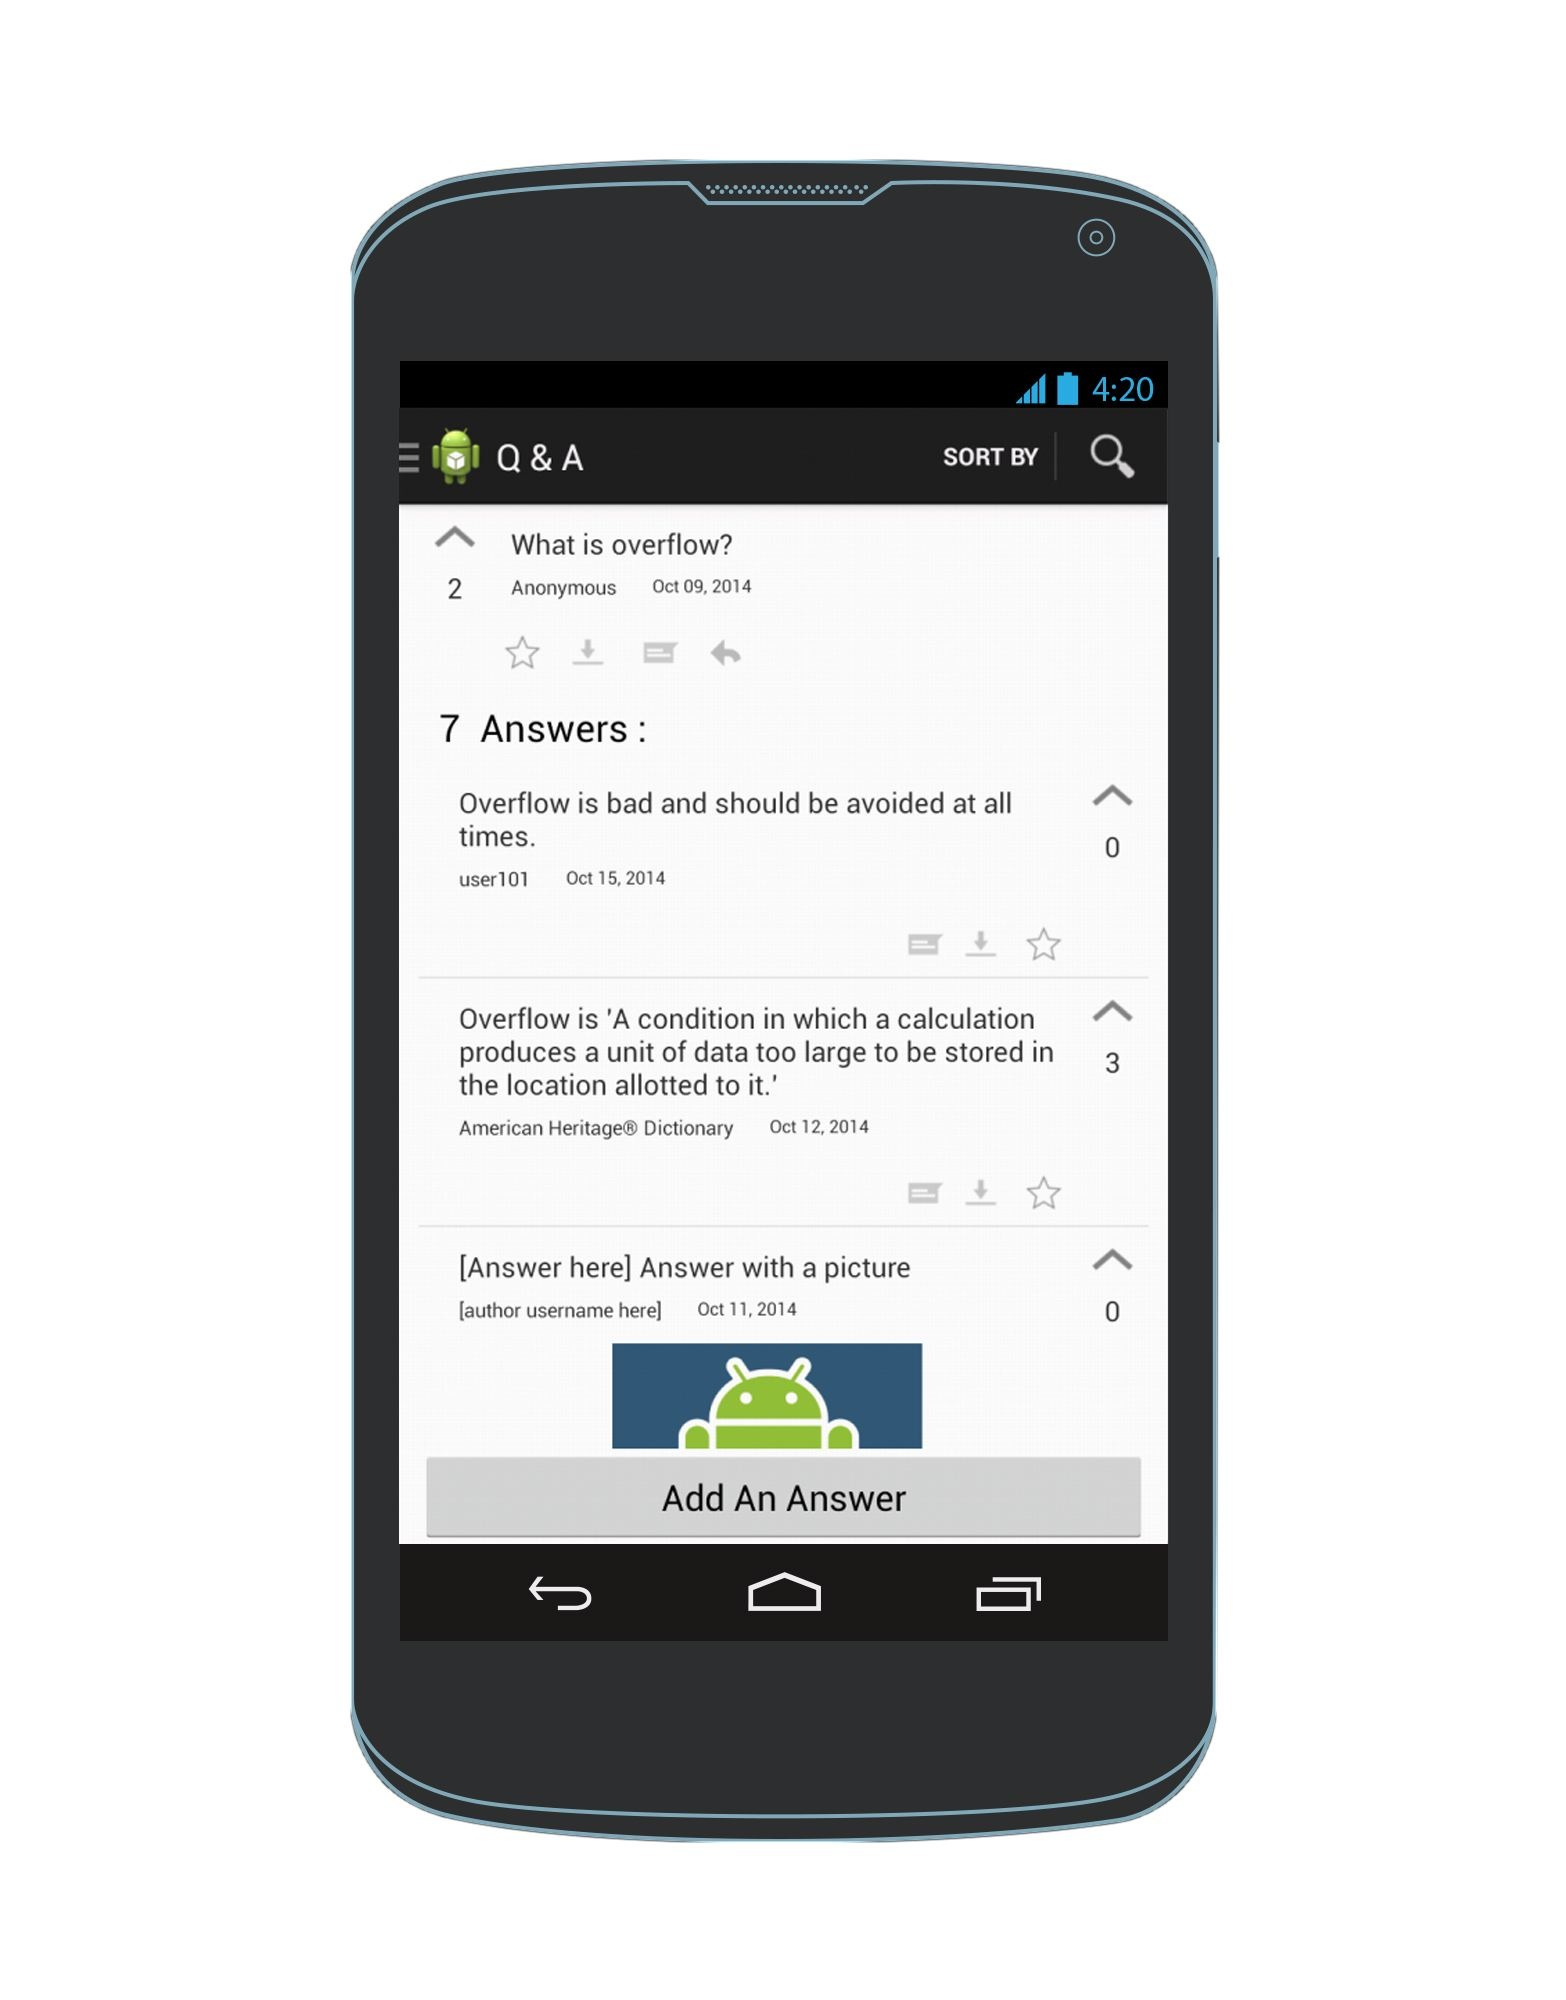 4:20
Q & A SORT BY
What is overflow?
2
Anonymous Oct 09, 2014
7 Answers :
Overflow is bad and should be avoided at all
times.
0
user101 Oct 15, 2014
Overflow is 'A condition in which a calculation
produces a unit of data too large to be stored in
the location allotted to it.'
3
American Heritage® Dictionary Oct 12, 2014
[Answer here] Answer with a picture
[author username here] Oct 11, 2014
0
Add An Answer